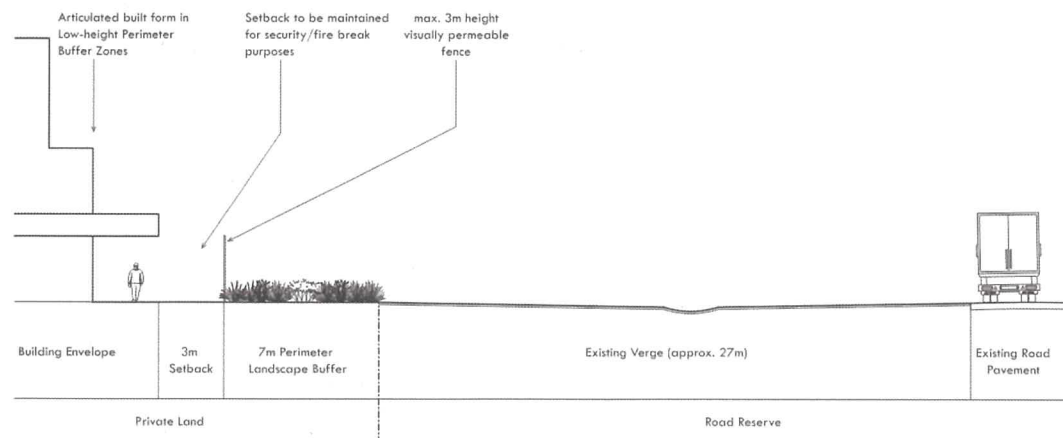 Articulated built form in
Low-height Perimeter
Buffer Zones
Setback to be maintained
for security/fire break
purposes
max. 3m height
visually permeable
fence
Building Envelope
3m
Setback
7m Perimeter
Landscape Buffer
Existing Verge (approx. 27m)
Existing Road
Pavement
Private Land
Road Reserve